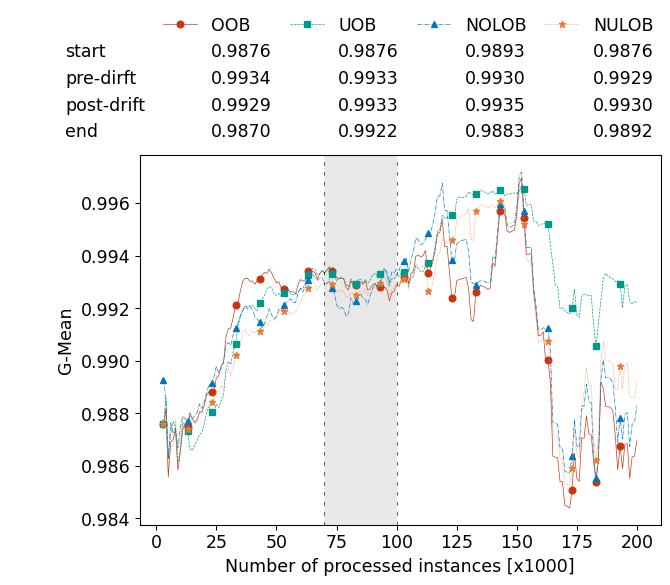 OOB UOB NOLOB NULOB
start 0.9876 0.9876 0.9893 0.9876
pre-dirft 0.9934 0.9933 0.9930 0.9929
post-drift 0.9929 0.9933 0.9935 0.9930
end 0.9870 0.9922 0.9883 0.9892
0.996
0.994
0.992
0.990
0.988
0.986
0.984
G-Mean
0 25 50 75 100 125 150 175 200
Number of processed instances [x1000]